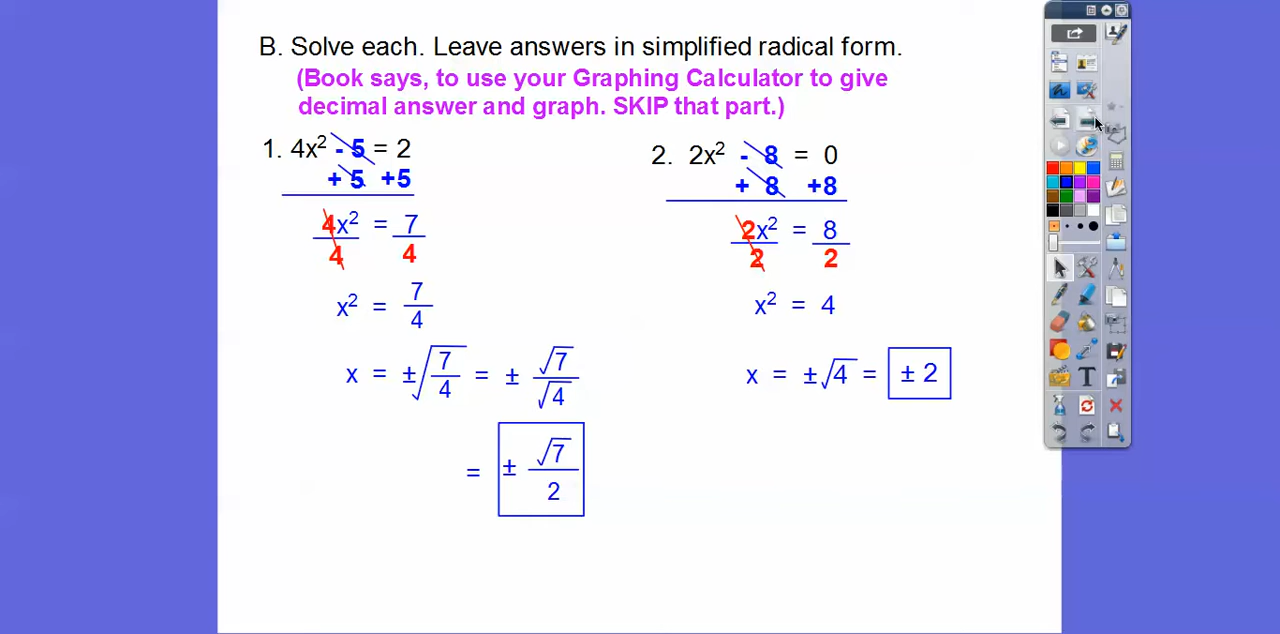 B. Solve each. Leave answers in simplified radical form.
(Book says, to use your Graphing Calculator to give
decimal answer and graph. SKIP that part.)
1. 4x² - 5 = 2
+ 5 +5
4x² = 7
4 4
x² = 7/4
x = ±√(7/4) = ± √7/√4
= ± √7/2
2. 2x² - 8 = 0
+ 8 +8
2x² = 8
2 2
x² = 4
x = ±√4 = ± 2